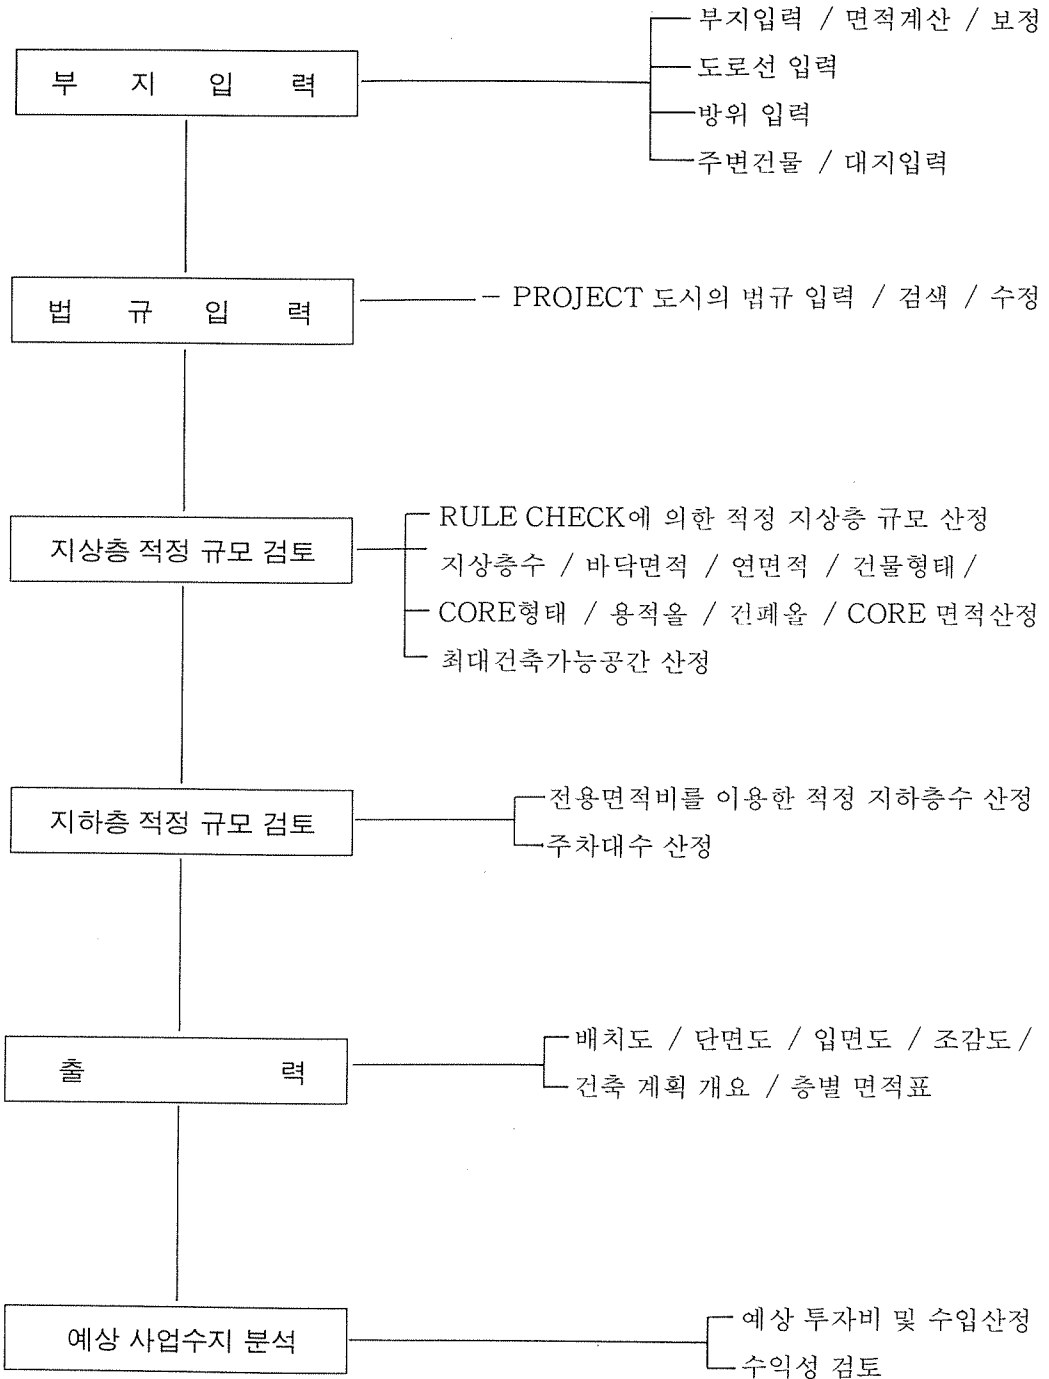 부지입력 / 면적계산 / 보정
부 지 입 력
도로선 입력
방위 입력
주변건물 / 대지입력
법 규 입 력
- PROJECT 도시의 법규 입력 / 검색 / 수정
지상층 적정 규모 검토
RULE CHECK에 의한 적정 지상층 규모 산정
지상층수 / 바닥면적 / 연면적 / 건물형태 /
CORE형태 / 용적율 / 건폐율 / CORE 면적산정
최대건축가능공간 산정
지하층 적정 규모 검토
전용면적비를 이용한 적정 지하층수 산정
주차대수 산정
출 력
배치도 / 단면도 / 입면도 / 조감도 /
건축 계획 개요 / 층별 면적표
예상 사업수지 분석
예상 투자비 및 수입산정
수익성 검토